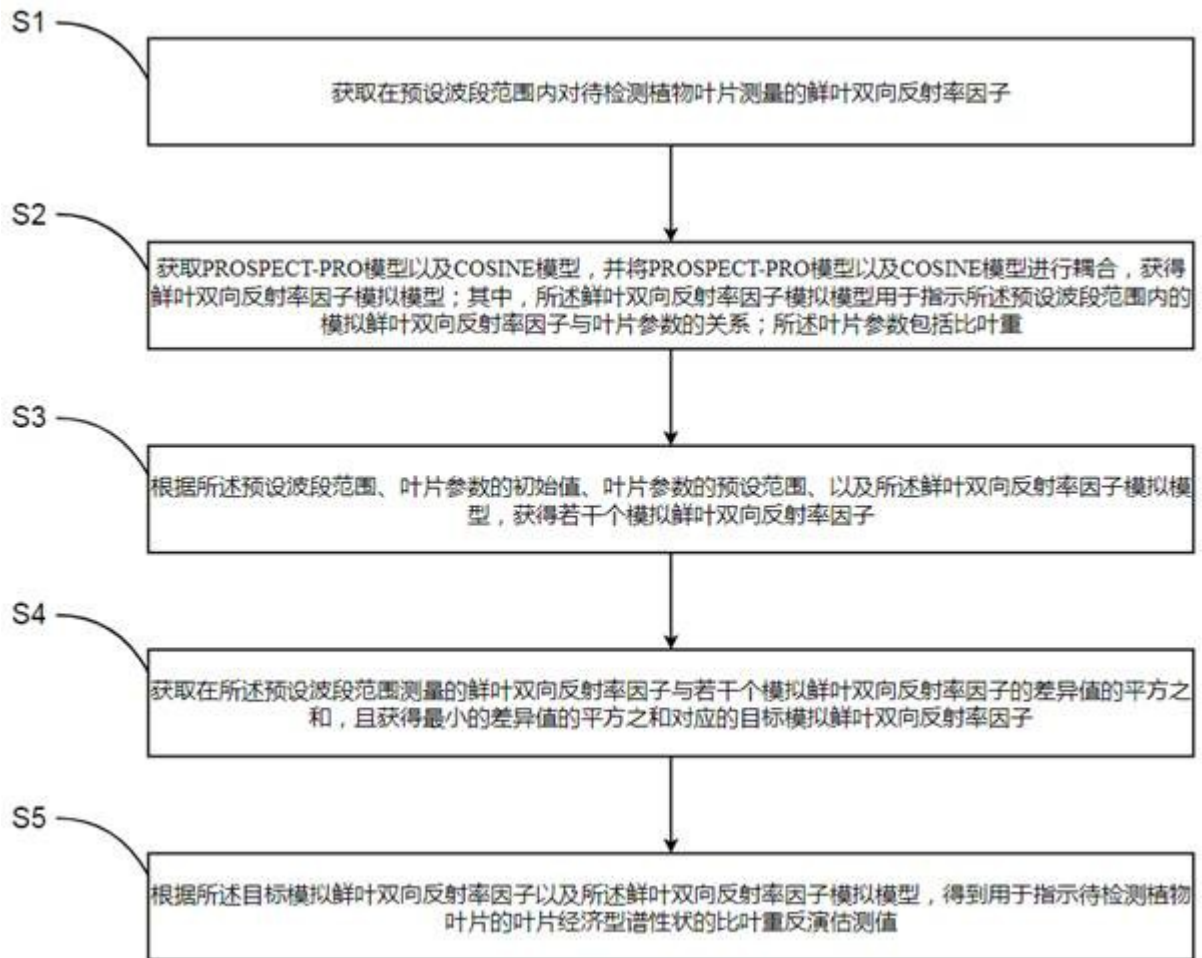 S1
获取在预设波段范围内对待检测植物叶片测量的鲜叶双向反射率因子
S2
获取PROSPECT-PRO模型以及COSINE模型，并将PROSPECT-PRO模型以及COSINE模型进行耦合，获得
鲜叶双向反射率因子模拟模型；其中，所述鲜叶双向反射率因子模拟模型用于指示所述预设波段范围内的
模拟鲜叶双向反射率因子与叶片参数的关系；所述叶片参数包括比叶重
S3
根据所述预设波段范围、叶片参数的初始值、叶片参数的预设范围、以及所述鲜叶双向反射率因子模拟模
型，获得若干个模拟鲜叶双向反射率因子
S4
获取在所述预设波段范围测量的鲜叶双向反射率因子与若干个模拟鲜叶双向反射率因子的差异值的平方之
和，且获得最小的差异值的平方之和对应的目标模拟鲜叶双向反射率因子
S5
根据所述目标模拟鲜叶双向反射率因子以及所述鲜叶双向反射率因子模拟模型，得到用于指示待检测植物
叶片的叶片经济型谱性状的比叶重反演估测值